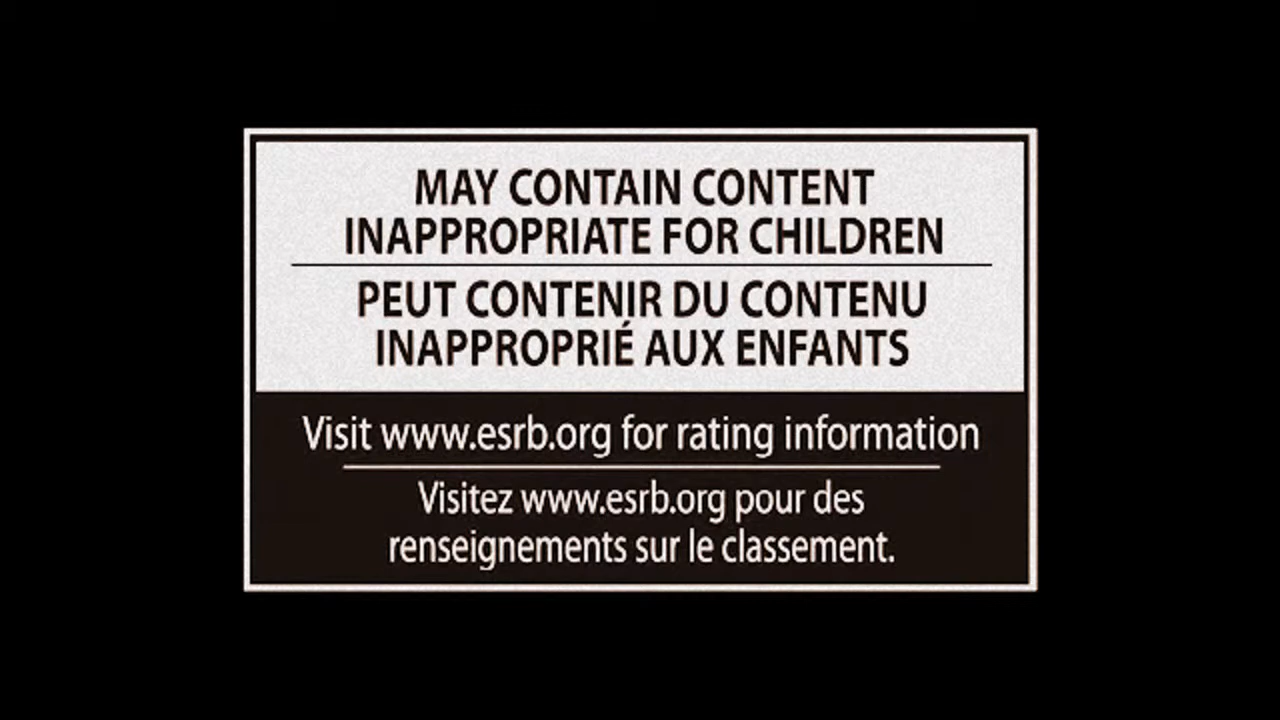 MAY CONTAIN CONTENT
INAPPROPRIATE FOR CHILDREN
PEUT CONTENIR DU CONTENU
INAPPROPRIÉ AUX ENFANTS
Visit www.esrb.org for rating information
Visitez www.esrb.org pour des
renseignements sur le classement.